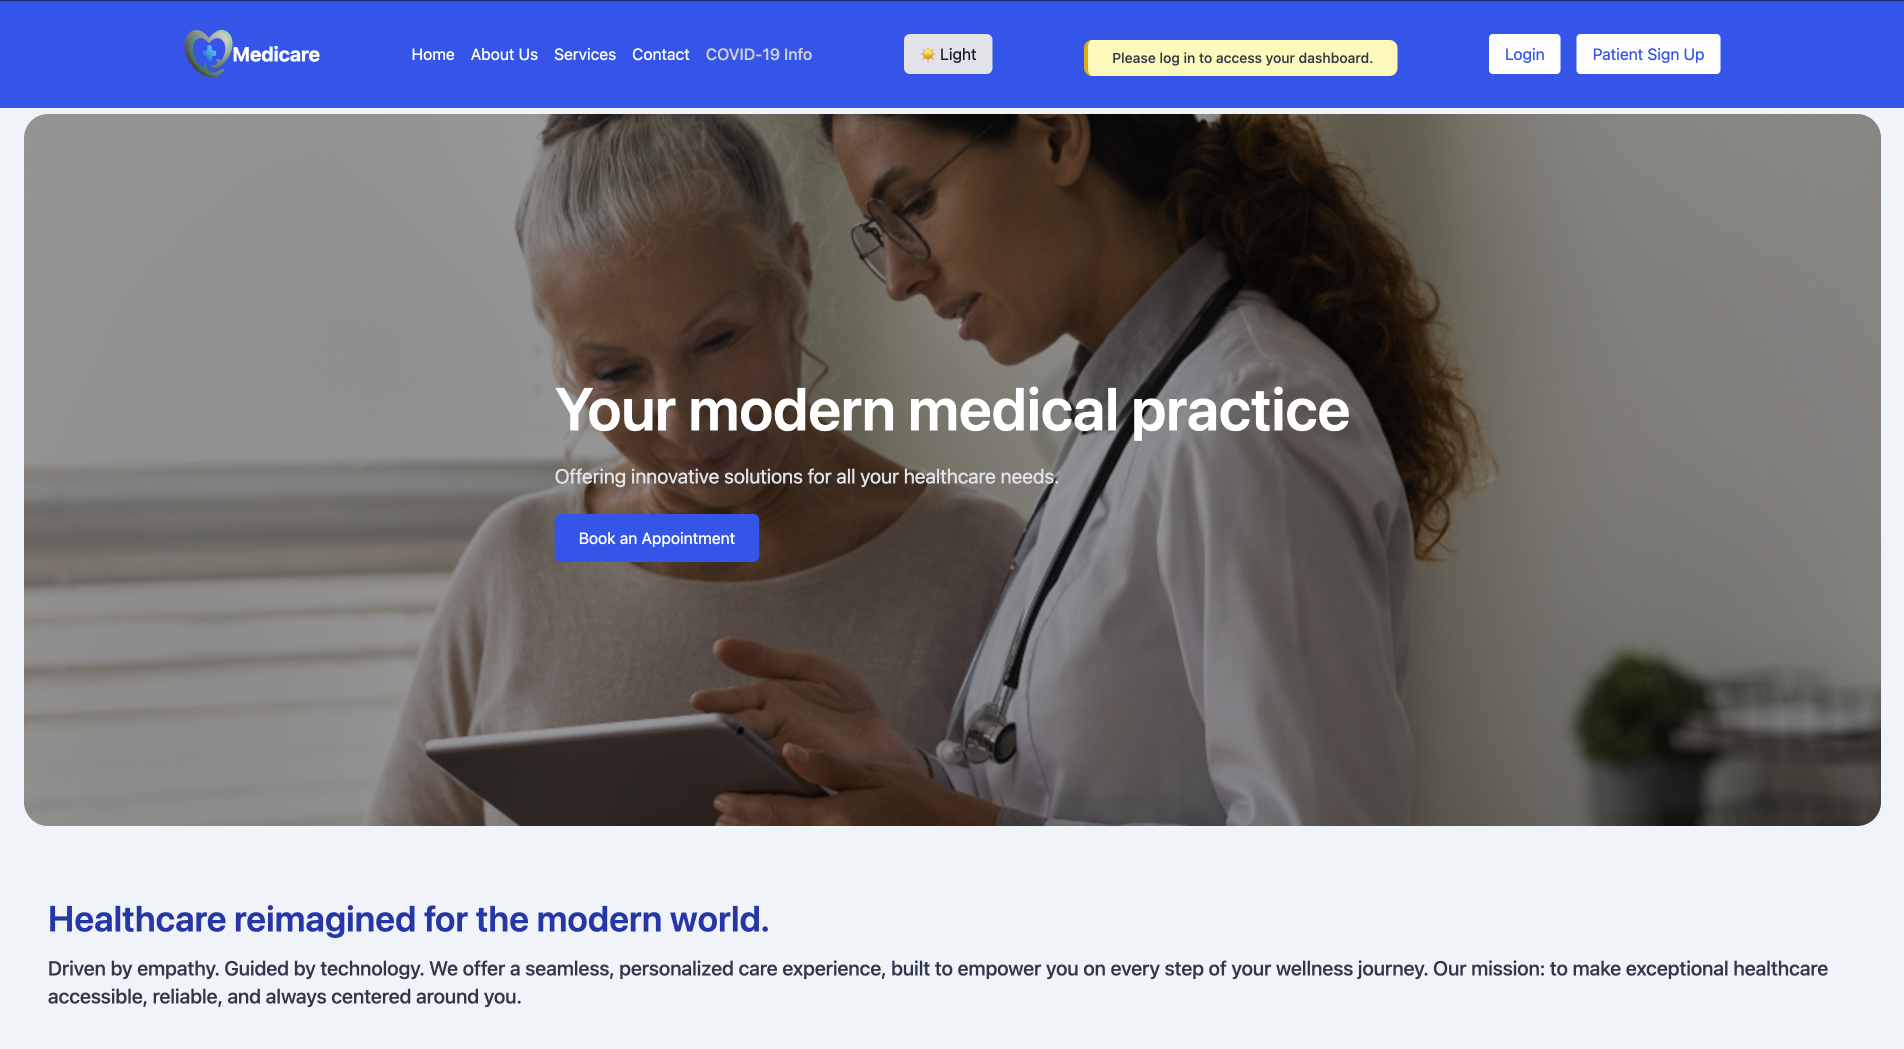 Medicare
Home
About Us
Services
Contact
COVID-19 Info
Light
Please log in to access your dashboard.
Login
Patient Sign Up
Your modern medical practice
Offering innovative solutions for all your healthcare needs.
Book an Appointment
Healthcare reimagined for the modern world.
Driven by empathy. Guided by technology. We offer a seamless, personalized care experience, built to empower you on every step of your wellness journey. Our mission: to make exceptional healthcare
accessible, reliable, and always centered around you.